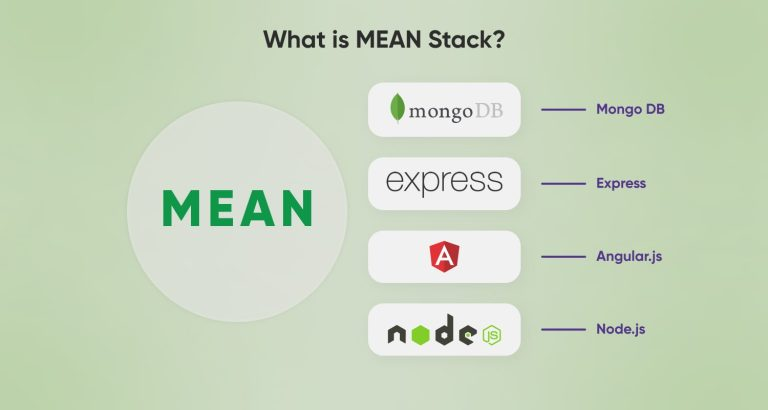 What is MEAN Stack?
MEAN
mongoDB
Mongo DB
express
Express
A
Angular.js
node JS
Node.js